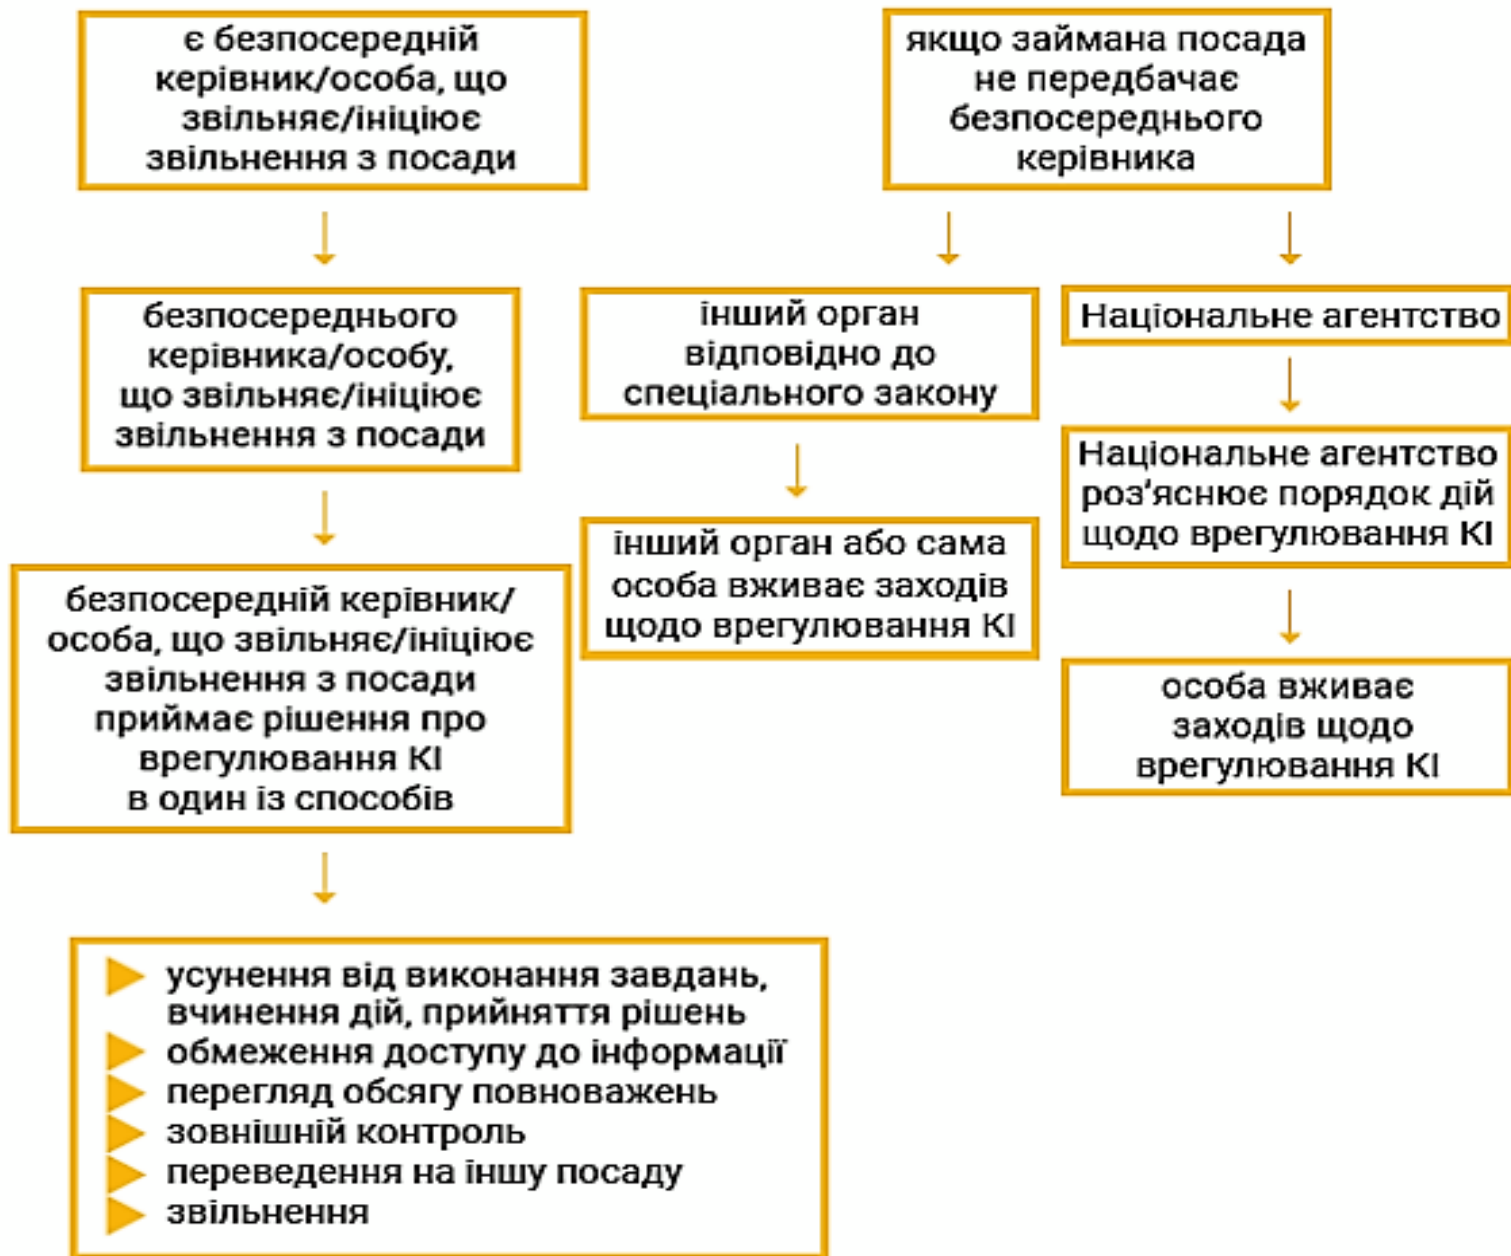 є безпосередній
керівник/особа, що
звільняє/ініціює
звільнення з посади
безпосереднього
керівника/особу,
що звільняє/ініціює
звільнення з посади
безпосередній керівник/
особа, що звільняє/ініціює
звільнення з посади
приймає рішення про
врегулювання КІ
в один із способів
усунення від виконання завдань,
вчинення дій, прийняття рішень
обмеження доступу до інформації
перегляд обсягу повноважень
зовнішній контроль
переведення на іншу посаду
звільнення
якщо займана посада
не передбачає
безпосереднього
керівника
інший орган
відповідно до
спеціального закону
інший орган або сама
особа вживає заходів
щодо врегулювання КІ
Національне агентство
Національне агентство
роз'яснює порядок дій
щодо врегулювання КІ
особа вживає
заходів щодо
врегулювання КІ